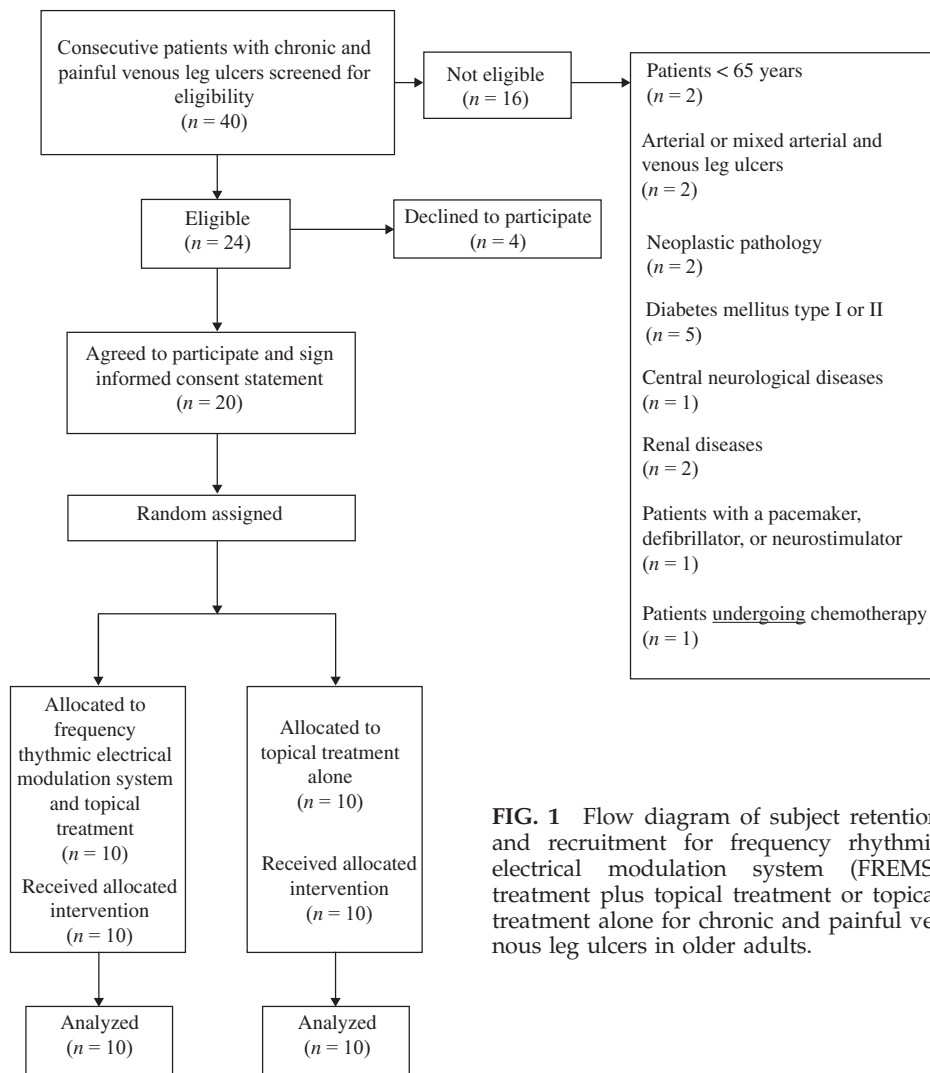 Consecutive patients with chronic and
painful venous leg ulcers screened for
eligibility
(n = 40)
Not eligible
(n = 16)
Patients < 65 years
(n = 2)
Arterial or mixed arterial and
venous leg ulcers
(n = 2)
Neoplastic pathology
(n = 2)
Diabetes mellitus type I or II
(n = 5)
Central neurological diseases
(n = 1)
Renal diseases
(n = 2)
Patients with a pacemaker,
defibrillator, or neurostimulator
(n = 1)
Patients undergoing chemotherapy
(n = 1)
Eligible
(n = 24)
Declined to participate
(n = 4)
Agreed to participate and sign
informed consent statement
(n = 20)
Random assigned
Allocated to
frequency
rhythmic electrical
modulation system
and topical
treatment
(n = 10)
Received allocated
intervention
(n = 10)
Allocated to
topical treatment
alone
(n = 10)
Received allocated
intervention
(n = 10)
Analyzed
(n = 10)
Analyzed
(n = 10)
FIG. 1 Flow diagram of subject retention
and recruitment for frequency rhythmi
electrical modulation system (FREMS
treatment plus topical treatment or topica
treatment alone for chronic and painful ve-
nous leg ulcers in older adults.